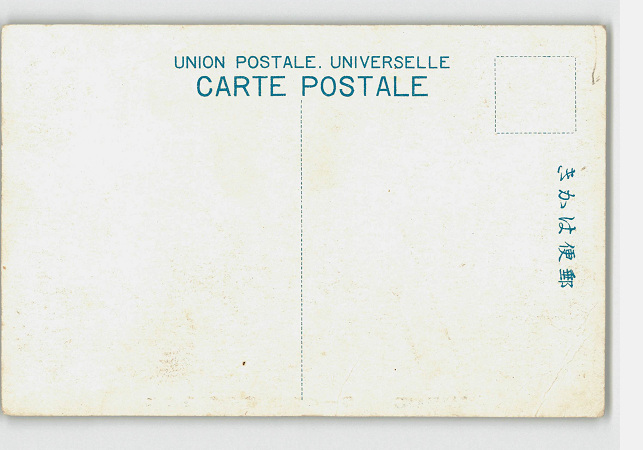 UNION POSTALE. UNIVERSELLE
CARTE POSTALE
郵便はかき